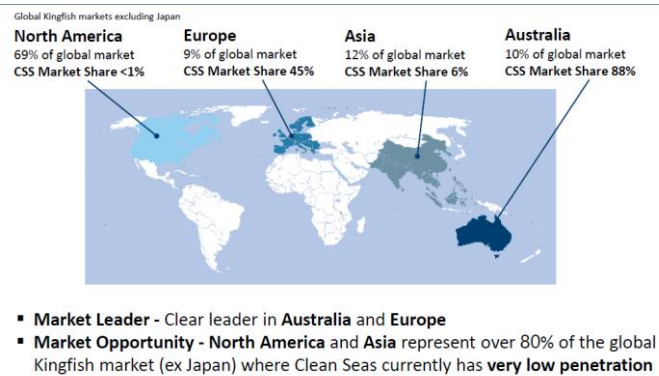 Global Kingfish markets excluding Japan
North America
69% of global market
CSS Market Share <1%
Europe
9% of global market
CSS Market Share 45%
Asia
12% of global market
CSS Market Share 6%
Australia
10% of global market
CSS Market Share 88%
▪ Market Leader - Clear leader in Australia and Europe
▪ Market Opportunity - North America and Asia represent over 80% of the global
Kingfish market (ex Japan) where Clean Seas currently has very low penetration